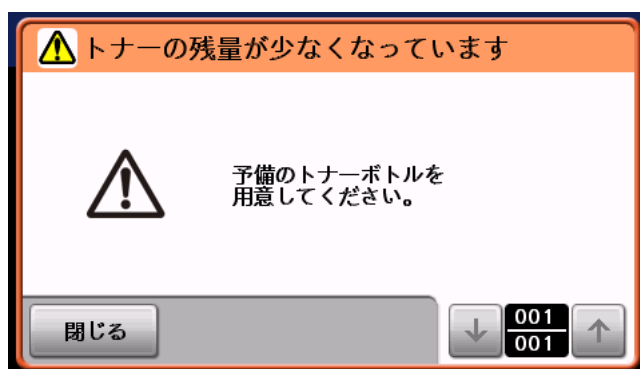 トナーの残量が少なくなっています
予備のトナーボトルを
用意してください。
閉じる
001
001